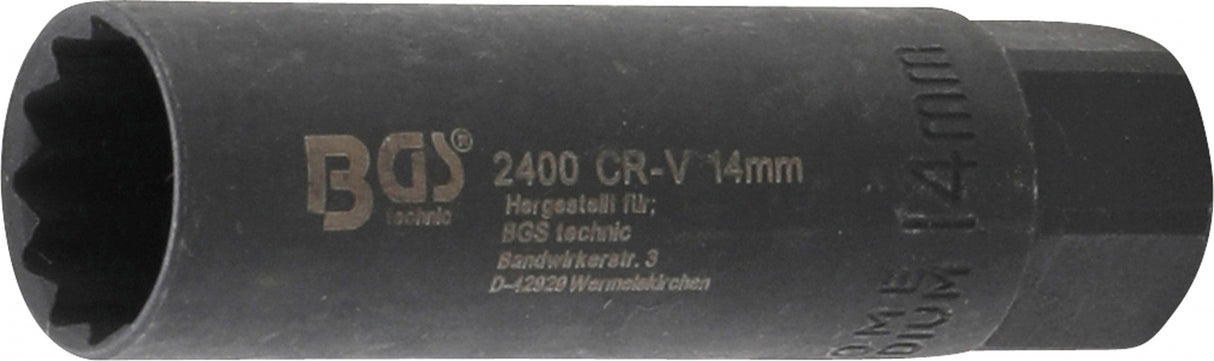 BGS®
technic
2400 CR-V 14mm
Hergestellt für;
BGS technic
Bandwirkerstr. 3
D-42929 Wermelskirchen
14mm